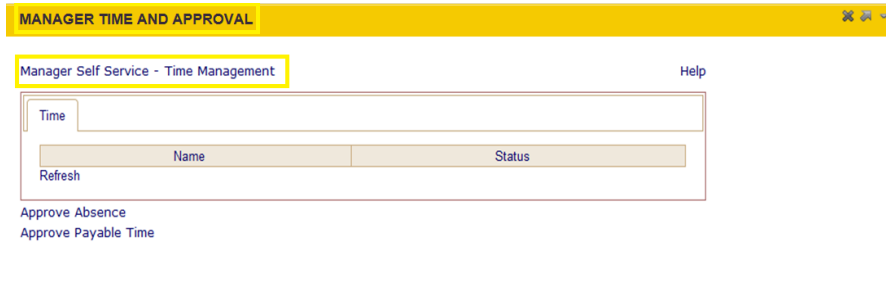 MANAGER TIME AND APPROVAL
Manager Self Service - Time Management Help
Time
Name Status
Refresh
Approve Absence
Approve Payable Time